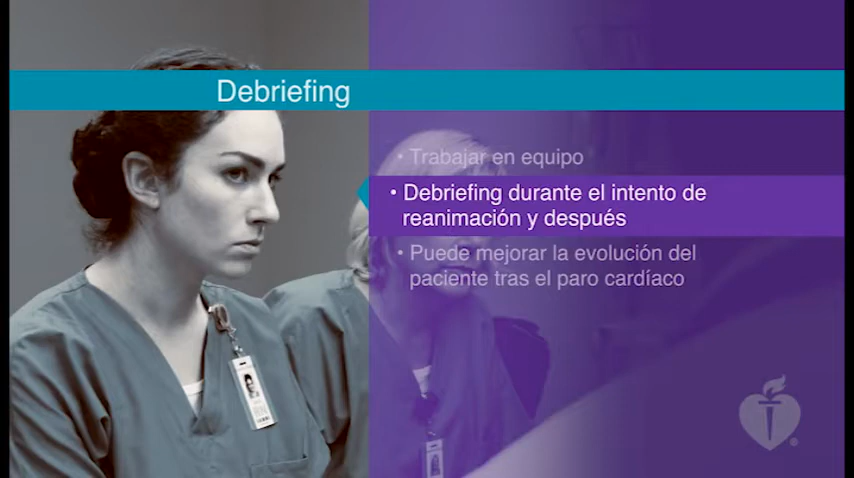 Debriefing
• Trabajar en equipo
• Debriefing durante el intento de
reanimación y después
• Puede mejorar la evolución del
paciente tras el paro cardíaco
®